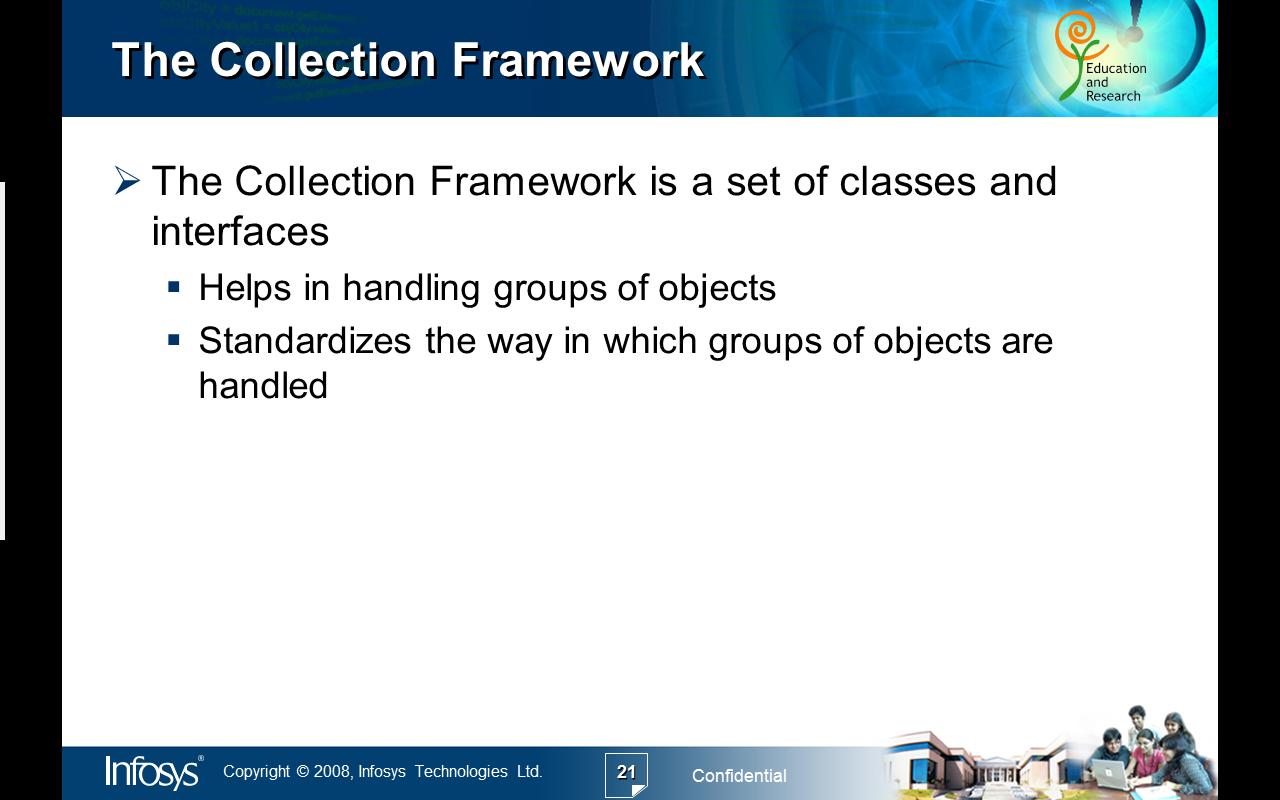 The Collection Framework
Education
and
Research
The Collection Framework is a set of classes and
interfaces
Helps in handling groups of objects
Standardizes the way in which groups of objects are
handled
Infosys®
Copyright © 2008, Infosys Technologies Ltd.
21
Confidential